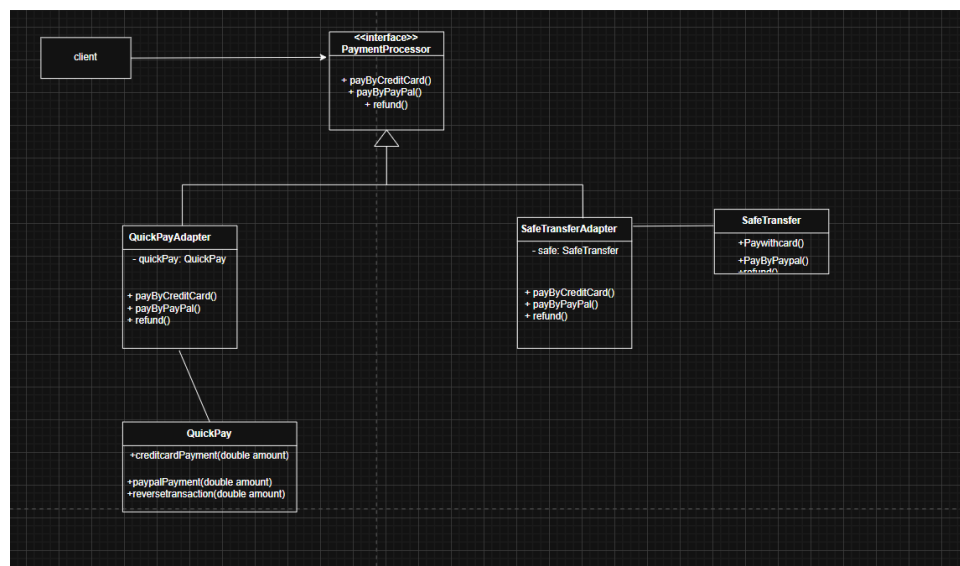 client
<<interface>>
PaymentProcessor
+ payByCreditCard()
+ payByPayPal()
+ refund()
QuickPayAdapter
- quickPay: QuickPay
+ payByCreditCard()
+ payByPayPal()
+ refund()
SafeTransferAdapter
- safe: SafeTransfer
+ payByCreditCard()
+ payByPayPal()
+ refund()
SafeTransfer
+Paywithcard()
+PayByPaypal()
+refund()
QuickPay
+creditcardPayment(double amount)
+paypalPayment(double amount)
+reversetransaction(double amount)